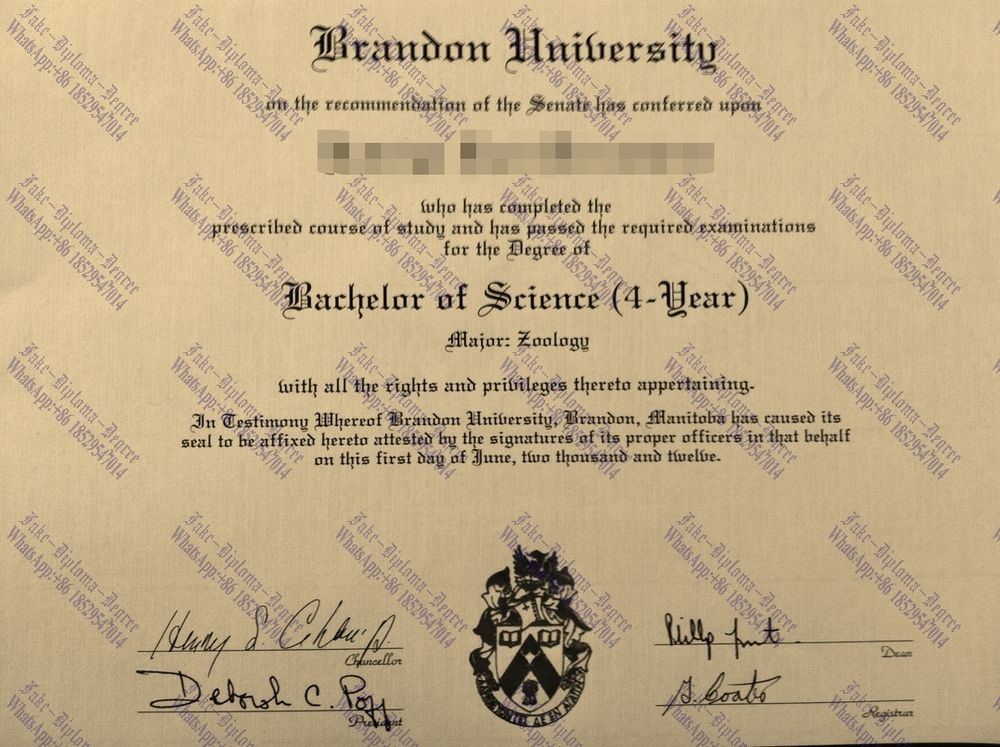 Brandon University
on the recommendation of the Senate has conferred upon
who has completed the
prescribed course of study and has passed the required examinations
for the Degree of
Bachelor of Science (4-Year)
Major: Zoology
with all the rights and privileges thereto appertaining.
In Testimony Whereof Brandon University, Brandon, Manitoba has caused its
seal to be affixed hereto attested by the signatures of its proper officers in that behalf
on this first day of June, two thousand and twelve.
Chancellor
Dean
Deborah C. Poff
President
Registrar
Fake-Diploma-Degree
WhatsApp:+86 18529547014